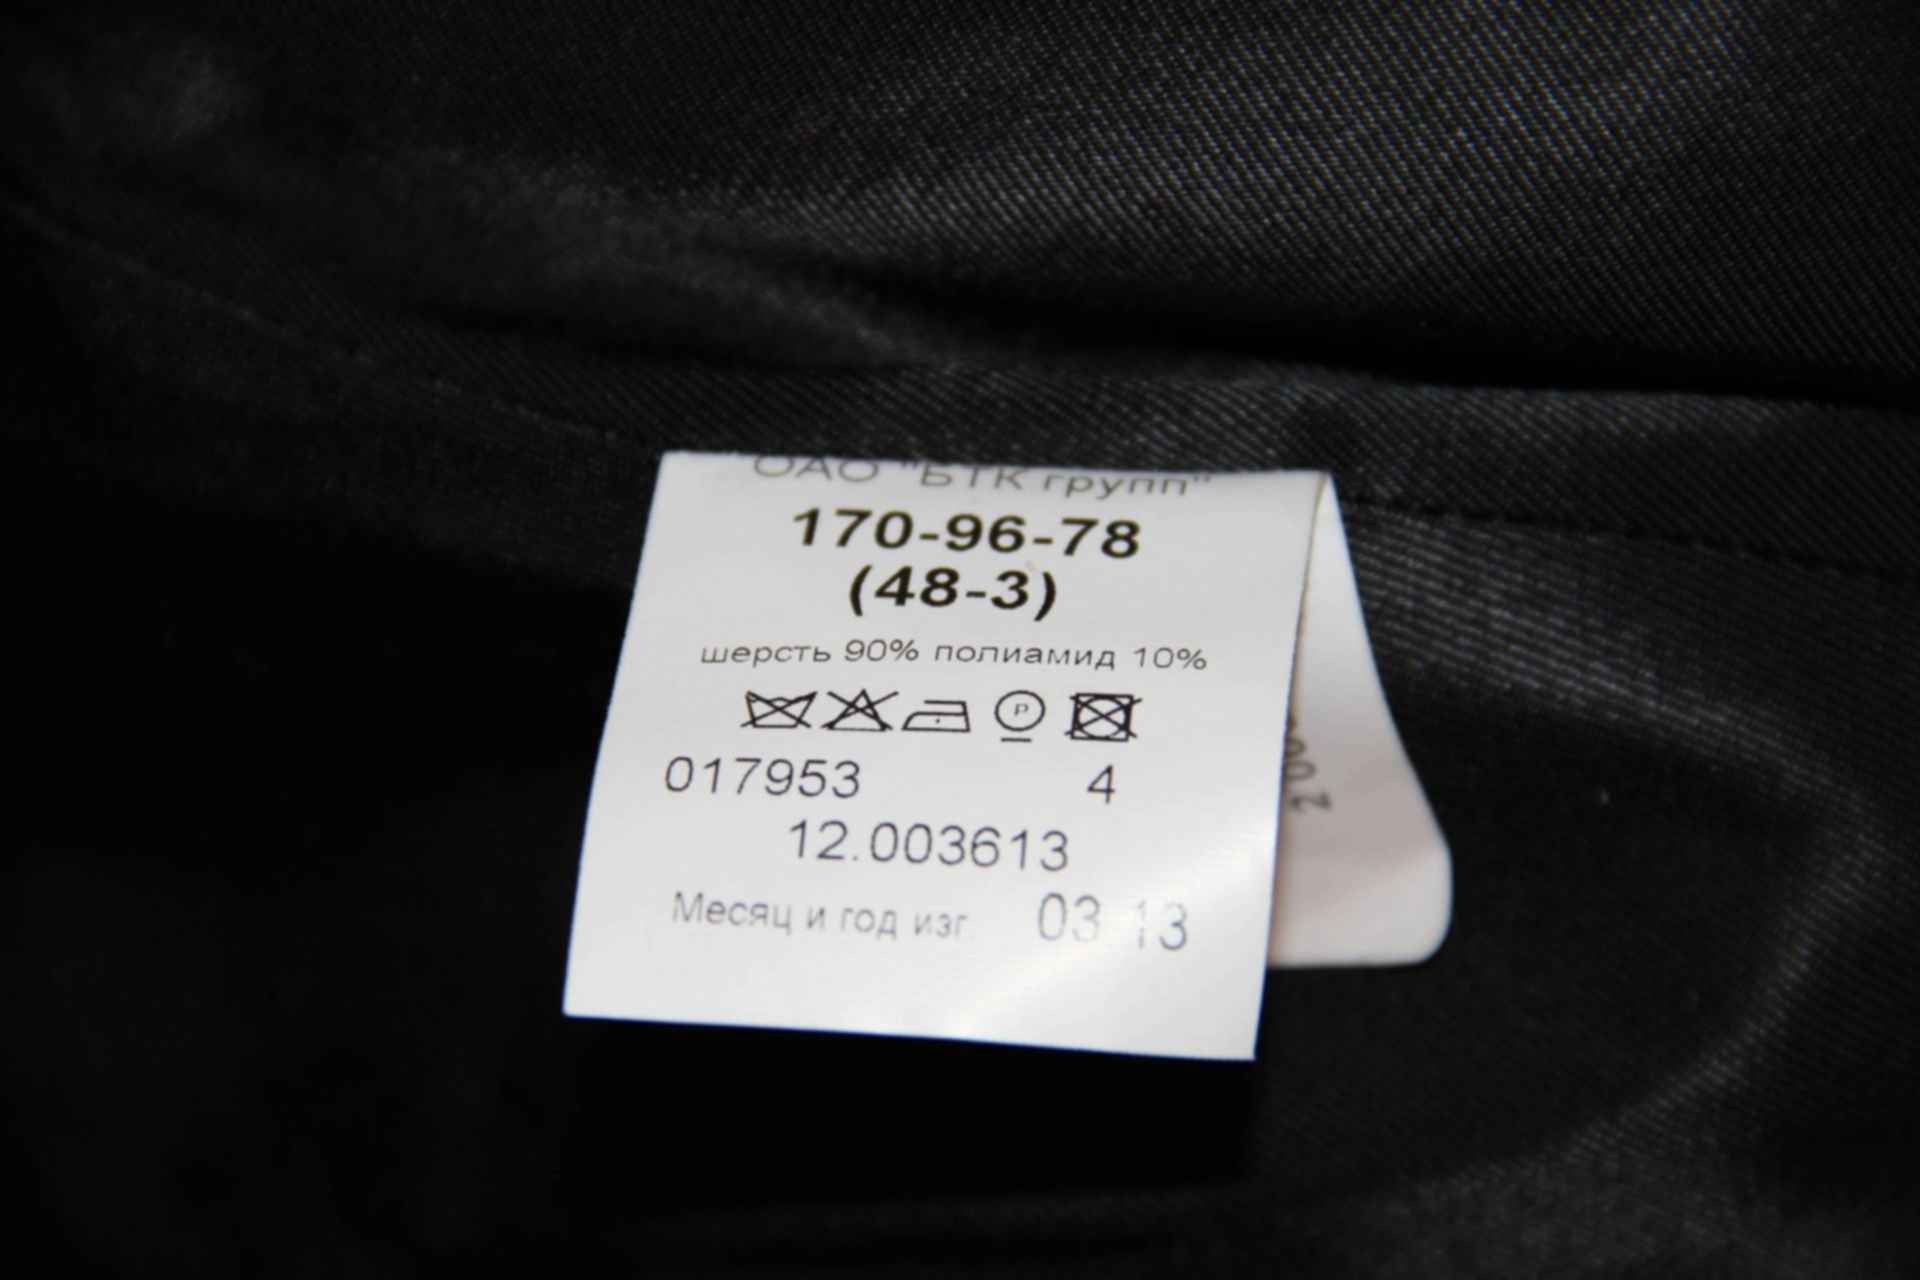 ОАО "БТК групп"
170-96-78
(48-3)
шерсть 90% полиамид 10%
P
017953 4
12.003613
Месяц и год изг. 03 13